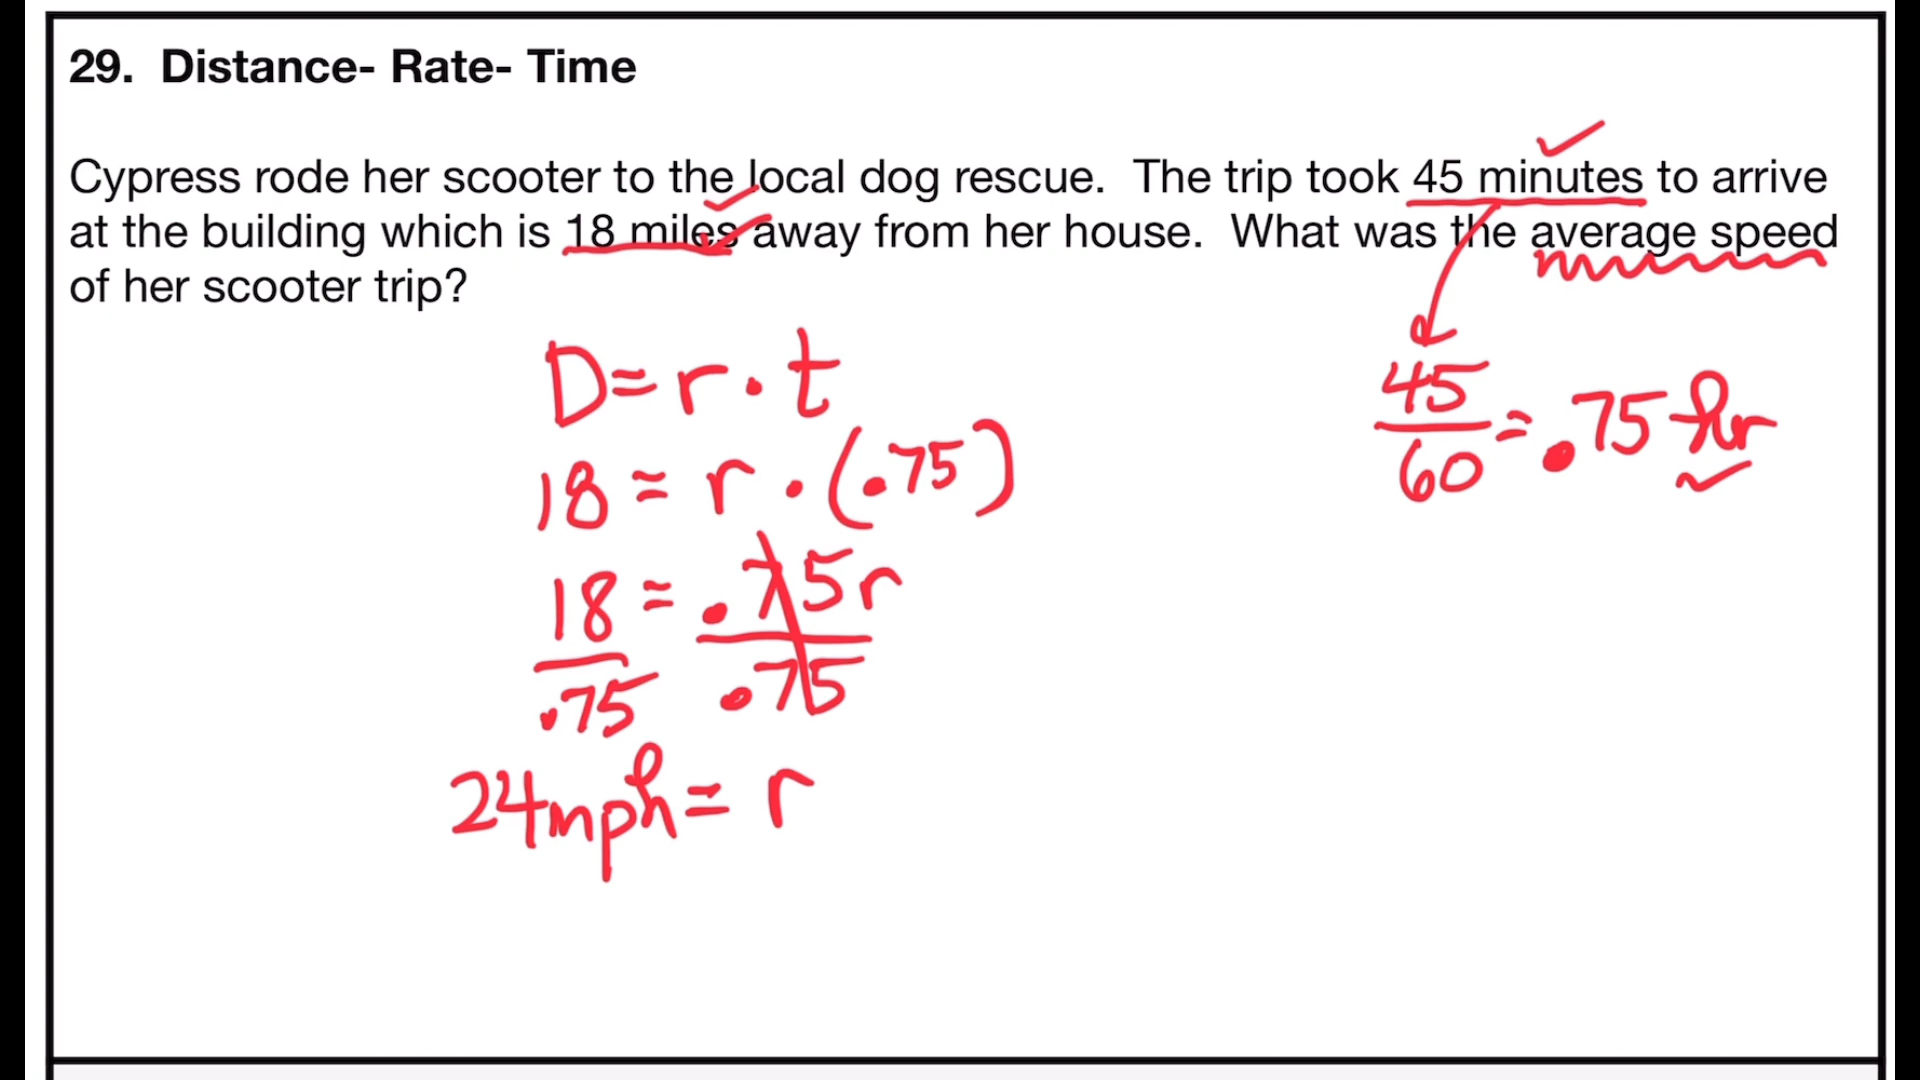 29. Distance- Rate- Time
Cypress rode her scooter to the local dog rescue. The trip took 45 minutes to arrive
at the building which is 18 miles away from her house. What was the average speed
of her scooter trip?
D = r · t
45/60 = .75 hr
18 = r · (.75)
18 = .75r
.75 .75
24mph = r